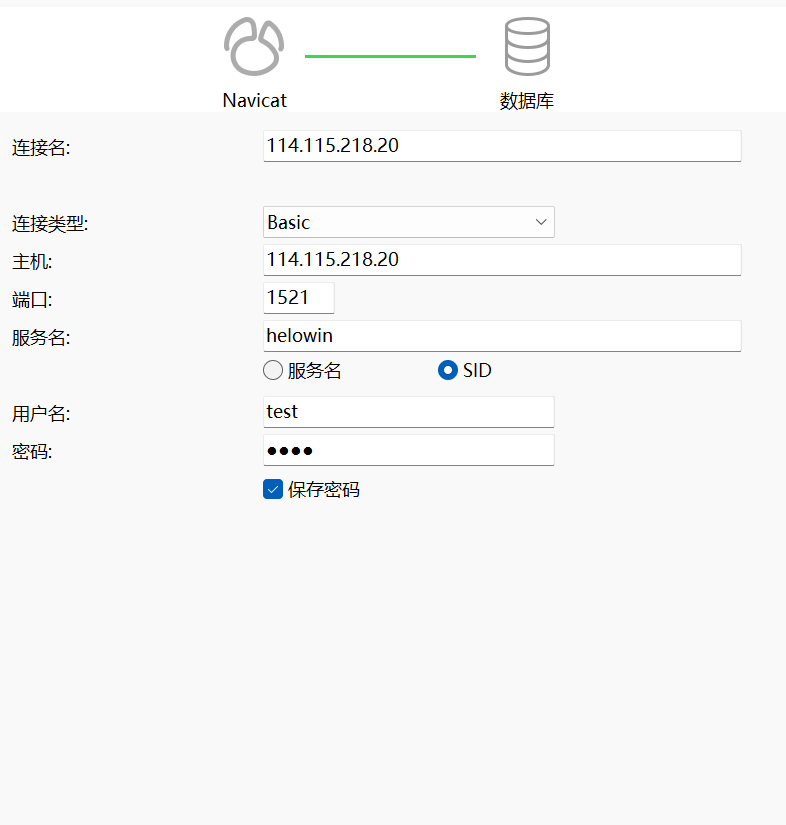 Navicat 数据库
连接名: 114.115.218.20
连接类型: Basic
主机: 114.115.218.20
端口: 1521
服务名: helowin
服务名 SID
用户名: test
密码: ●●●●
保存密码